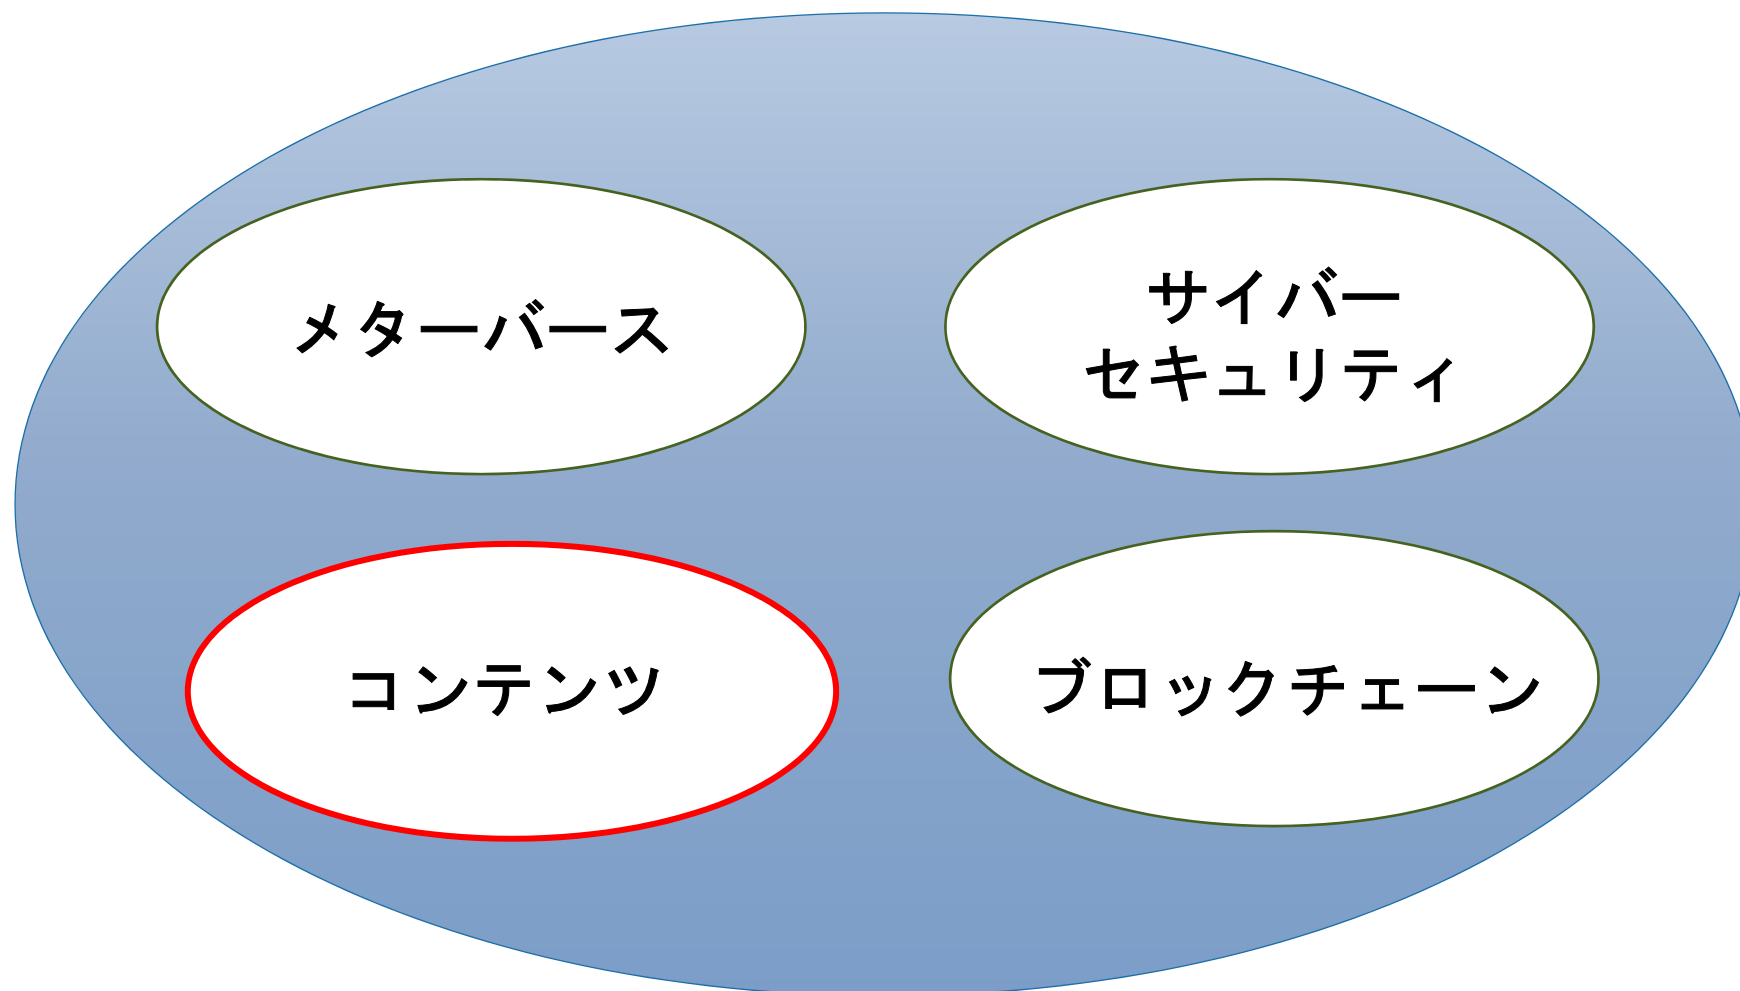 メターバース
サイバー
セキュリティ
コンテンツ
ブロックチェーン